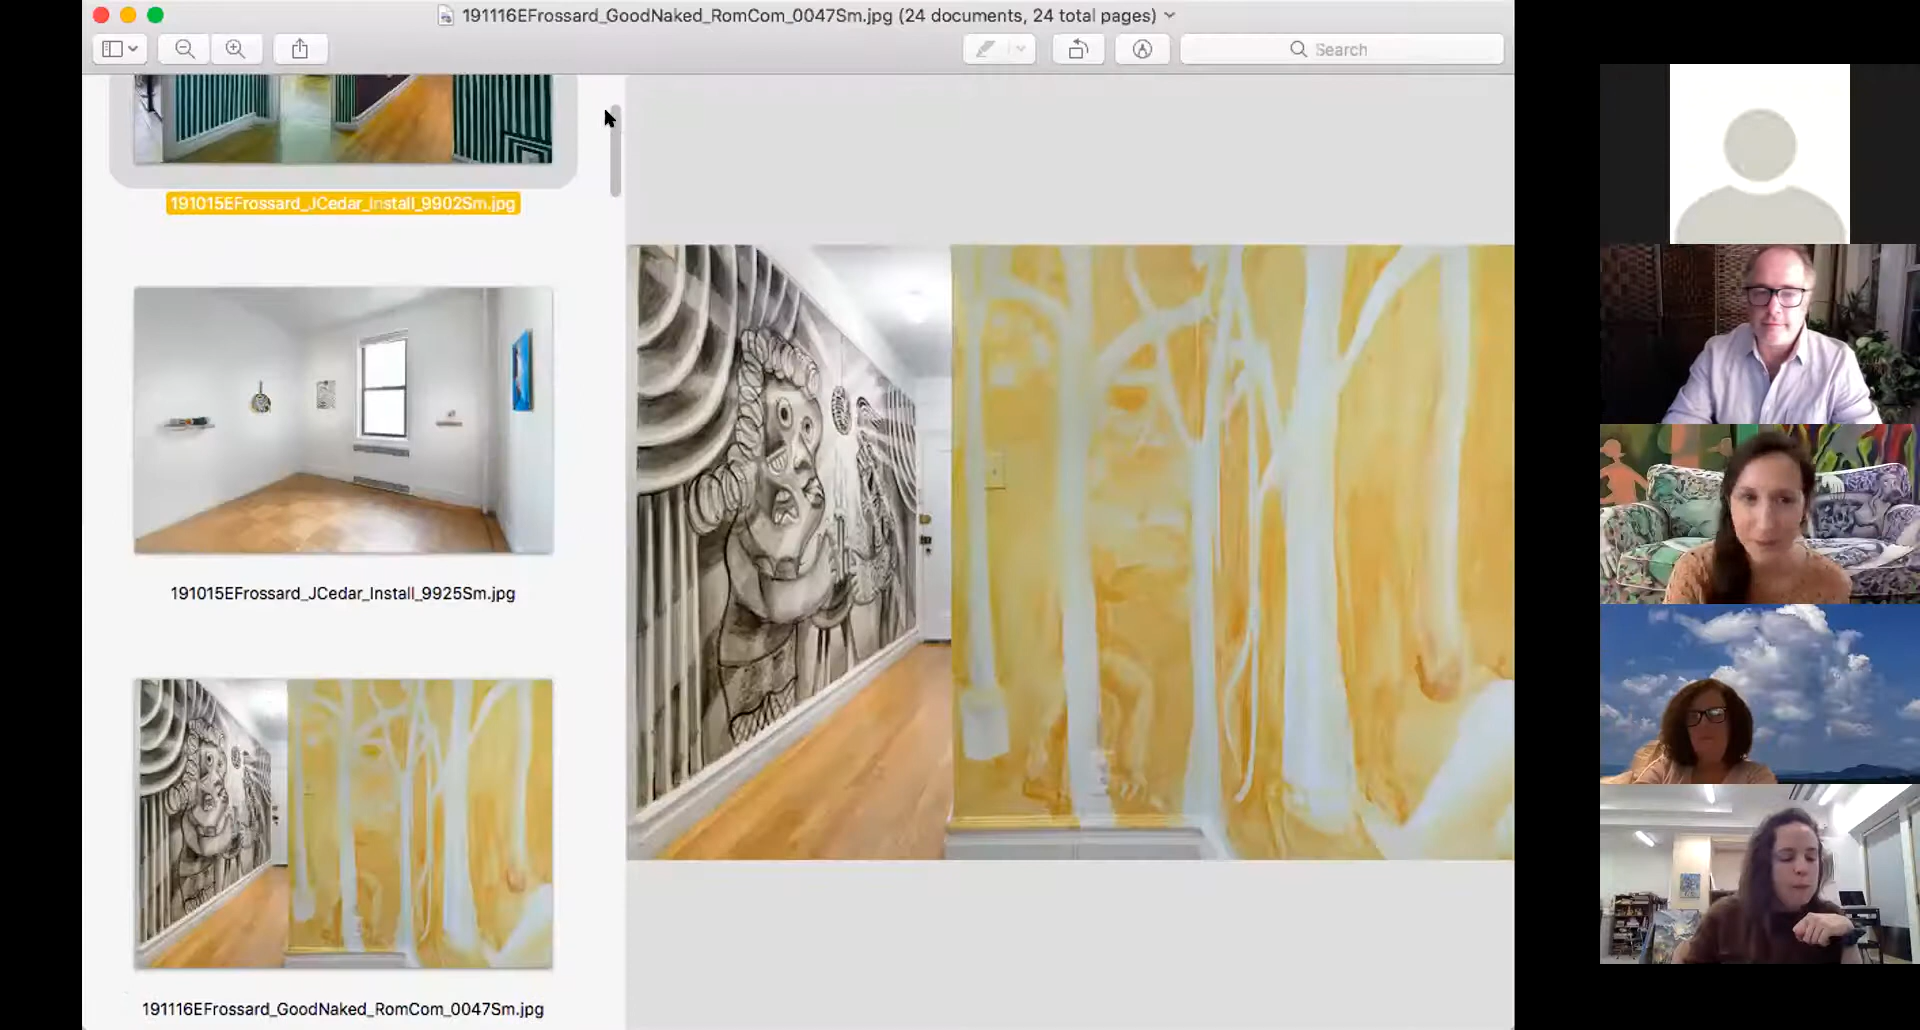 191116EFrossard_GoodNaked_RomCom_0047Sm.jpg (24 documents, 24 total pages)
Search
191015EFrossard_JCedar_Install_9902Sm.jpg
191015EFrossard_JCedar_Install_9925Sm.jpg
191116EFrossard_GoodNaked_RomCom_0047Sm.jpg